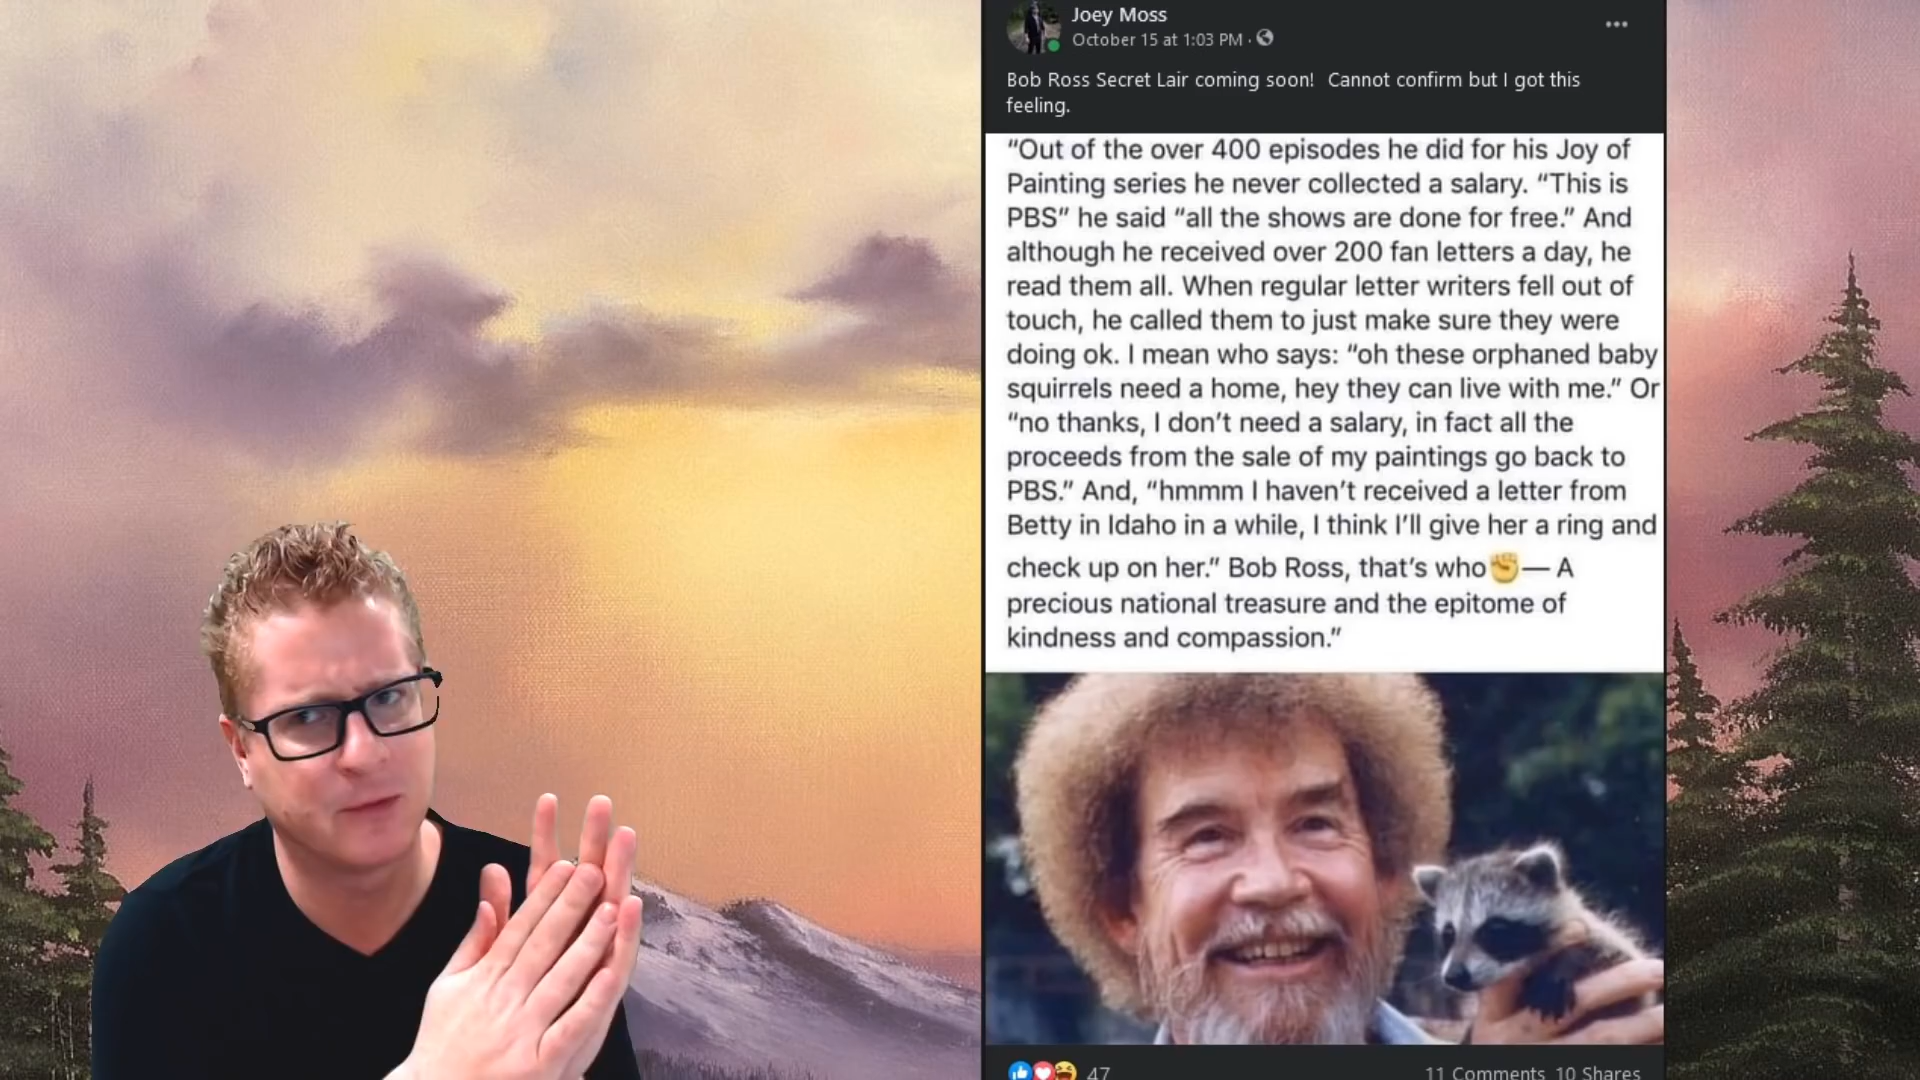 Joey Moss
October 15 at 1:03 PM ·
Bob Ross Secret Lair coming soon! Cannot confirm but I got this
feeling.
“Out of the over 400 episodes he did for his Joy of
Painting series he never collected a salary. “This is
PBS” he said “all the shows are done for free.” And
although he received over 200 fan letters a day, he
read them all. When regular letter writers fell out of
touch, he called them to just make sure they were
doing ok. I mean who says: “oh these orphaned baby
squirrels need a home, hey they can live with me.” Or
“no thanks, I don’t need a salary, in fact all the
proceeds from the sale of my paintings go back to
PBS.” And, “hmmm I haven’t received a letter from
Betty in Idaho in a while, I think I’ll give her a ring and
check up on her.” Bob Ross, that’s who✊— A
precious national treasure and the epitome of
kindness and compassion.”
47
11 Comments 10 Shares